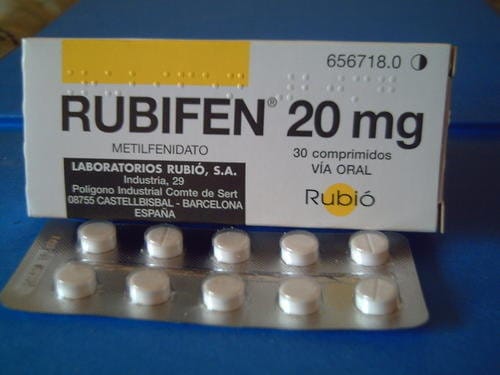 656718.0
RUBIFEN® 20 mg
METILFENIDATO
30 comprimidos
VÍA ORAL
LABORATORIOS RUBIÓ, S.A.
Industria, 29
Polígono Industrial Comte de Sert
08755 CASTELLBISBAL - BARCELONA
ESPAÑA
Rubió